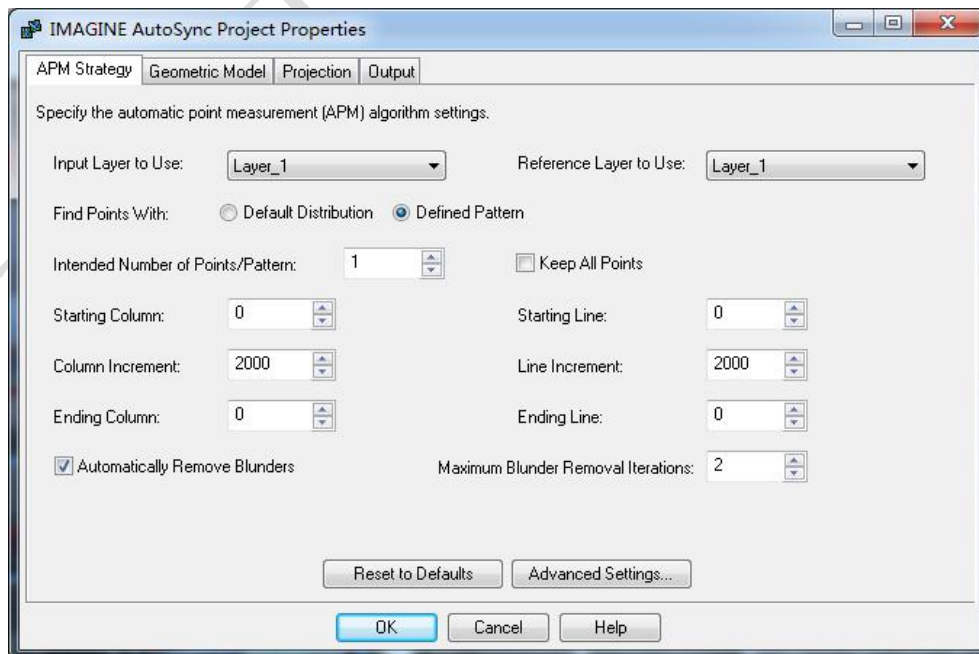 IMAGINE AutoSync Project Properties
APM Strategy Geometric Model Projection Output
Specify the automatic point measurement (APM) algorithm settings.
Input Layer to Use: Layer_1 Reference Layer to Use: Layer_1
Find Points With: Default Distribution Defined Pattern
Intended Number of Points/Pattern: 1 Keep All Points
Starting Column: 0 Starting Line: 0
Column Increment: 2000 Line Increment: 2000
Ending Column: 0 Ending Line: 0
Automatically Remove Blunders Maximum Blunder Removal Iterations: 2
Reset to Defaults Advanced Settings...
OK Cancel Help